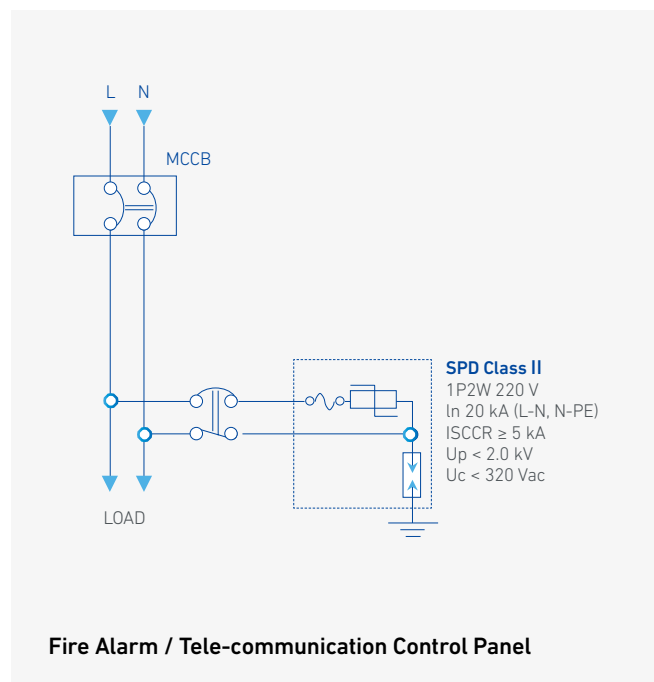 L N
MCCB
SPD Class II
1P2W 220 V
ln 20 kA (L-N, N-PE)
ISCCR ≥ 5 kA
Up < 2.0 kV
Uc < 320 Vac
LOAD
Fire Alarm / Tele-communication Control Panel